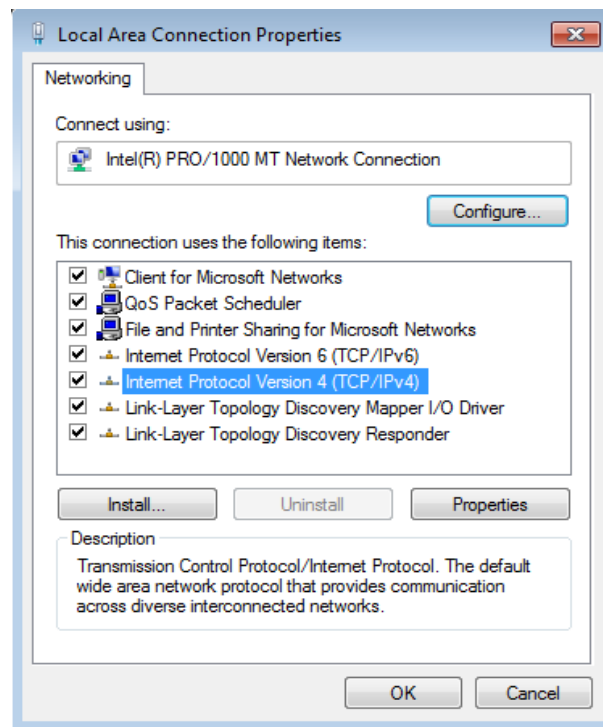 Local Area Connection Properties
Networking
Connect using:
Intel(R) PRO/1000 MT Network Connection
Configure...
This connection uses the following items:
Client for Microsoft Networks
QoS Packet Scheduler
File and Printer Sharing for Microsoft Networks
Internet Protocol Version 6 (TCP/IPv6)
Internet Protocol Version 4 (TCP/IPv4)
Link-Layer Topology Discovery Mapper I/O Driver
Link-Layer Topology Discovery Responder
Install... Uninstall Properties
Description
Transmission Control Protocol/Internet Protocol. The default
wide area network protocol that provides communication
across diverse interconnected networks.
OK Cancel